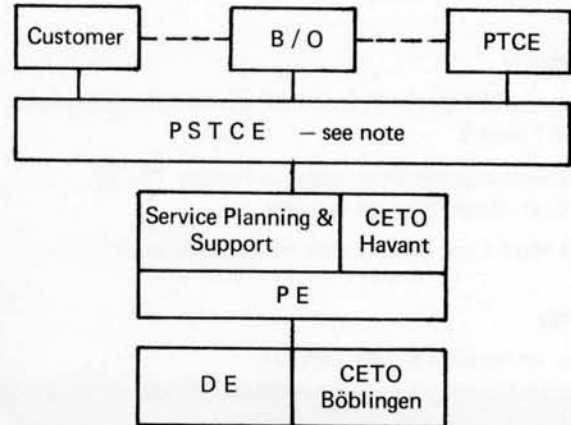 Customer
B / O
PTCE
P S T C E – see note
Service Planning &
Support
CETO
Havant
P E
D E
CETO
Böblingen